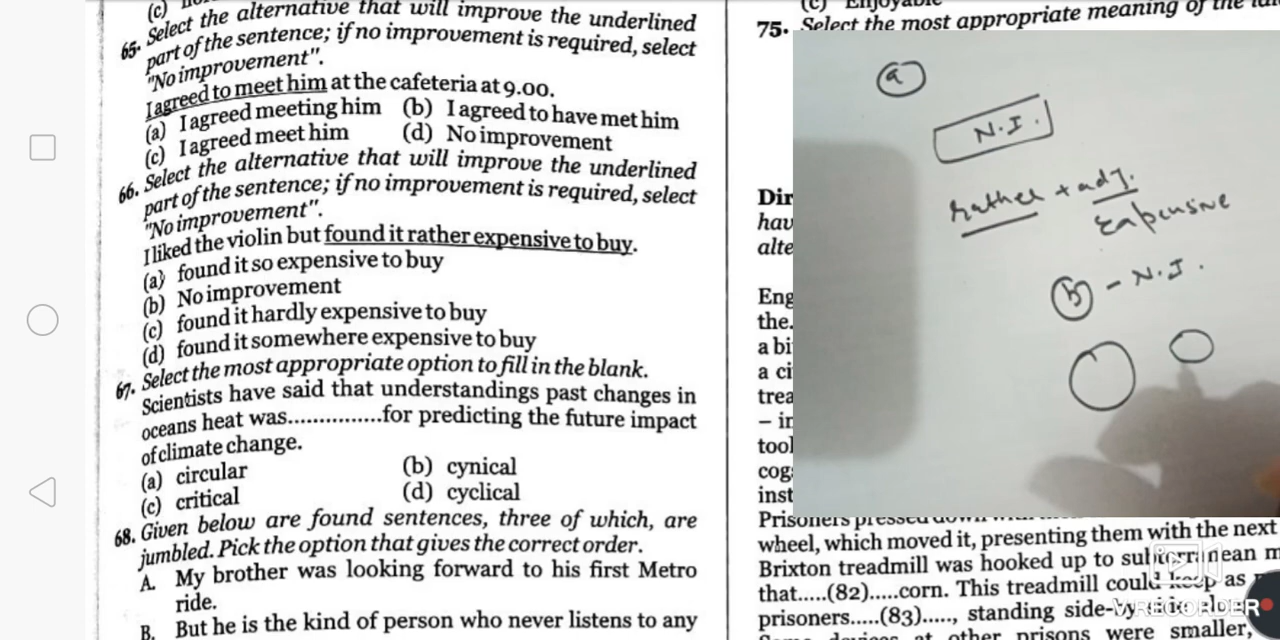 65. Select the alternative that will improve the underlined
part of the sentence; if no improvement is required, select
"No improvement".
I agreed to meet him at the cafeteria at 9.00.
(a) I agreed meeting him (b) I agreed to have met him
(c) I agreed meet him (d) No improvement
66. Select the alternative that will improve the underlined
part of the sentence; if no improvement is required, select
"No improvement".
I liked the violin but found it rather expensive to buy.
(a) found it so expensive to buy
(b) No improvement
(c) found it hardly expensive to buy
(d) found it somewhere expensive to buy
67. Select the most appropriate option to fill in the blank.
Scientists have said that understandings past changes in
oceans heat was...............for predicting the future impact
of climate change.
(a) circular (b) cynical
(c) critical (d) cyclical
68. Given below are found sentences, three of which, are
jumbled. Pick the option that gives the correct order.
A. My brother was looking forward to his first Metro
ride.
B. But he is the kind of person who never listens to any
(c) Enjoyable
75. Select the most appropriate meaning of the
Dir
hav
alte
Eng
the.
a bi
a ci
trea
– in
tool
cog
inst
Prisoners pressed down
wheel, which moved it, presenting them with the next
Brixton treadmill was hooked up to
that.....(82).....corn. This treadmill could keep as
prisoners.....(83)....., standing side-by-side
at other prisons were smaller,
a
N.I.
rather + adj.
Expensive
(b) - N.I.
V RECORDER